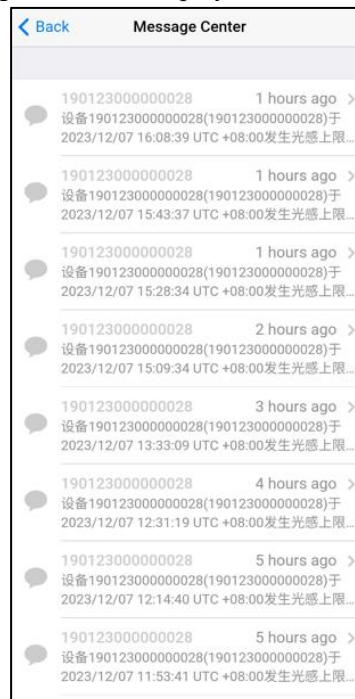 Back
Message Center
190123000000028 1 hours ago
设备190123000000028(190123000000028)于
2023/12/07 16:08:39 UTC +08:00发生光感上限...
190123000000028 1 hours ago
设备190123000000028(190123000000028)于
2023/12/07 15:43:37 UTC +08:00发生光感上限...
190123000000028 1 hours ago
设备190123000000028(190123000000028)于
2023/12/07 15:28:34 UTC +08:00发生光感上限...
190123000000028 2 hours ago
设备190123000000028(190123000000028)于
2023/12/07 15:09:34 UTC +08:00发生光感上限...
190123000000028 3 hours ago
设备190123000000028(190123000000028)于
2023/12/07 13:33:09 UTC +08:00发生光感上限...
190123000000028 4 hours ago
设备190123000000028(190123000000028)于
2023/12/07 12:31:19 UTC +08:00发生光感上限...
190123000000028 5 hours ago
设备190123000000028(190123000000028)于
2023/12/07 12:14:40 UTC +08:00发生光感上限...
190123000000028 5 hours ago
设备190123000000028(190123000000028)于
2023/12/07 11:53:41 UTC +08:00发生光感上限...